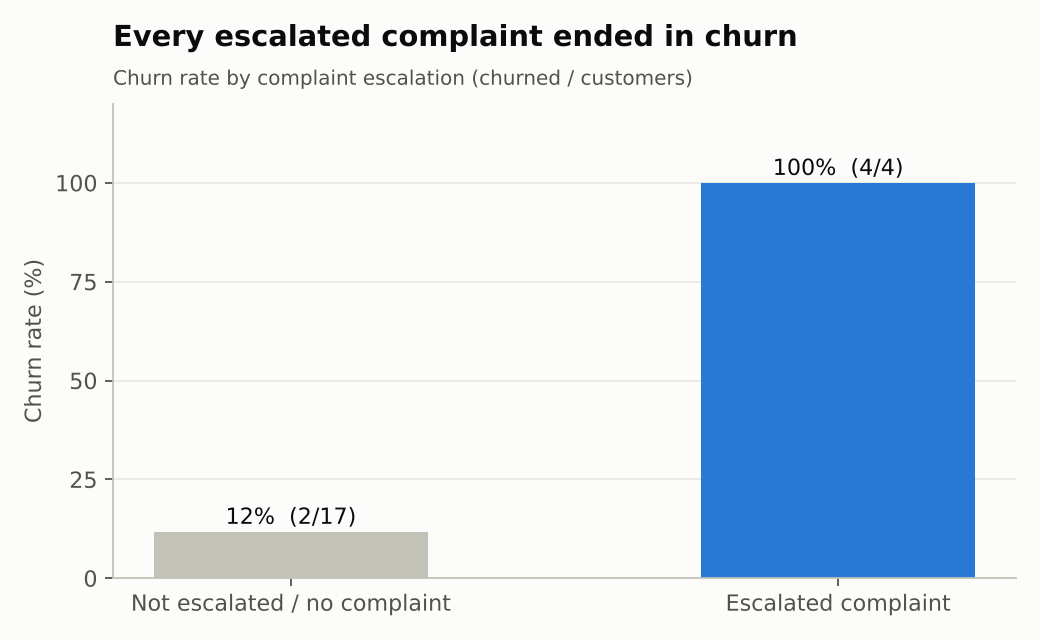 Every escalated complaint ended in churn
Churn rate by complaint escalation (churned / customers)
Churn rate (%)
100
75
50
25
0
12% (2/17)
100% (4/4)
Not escalated / no complaint
Escalated complaint